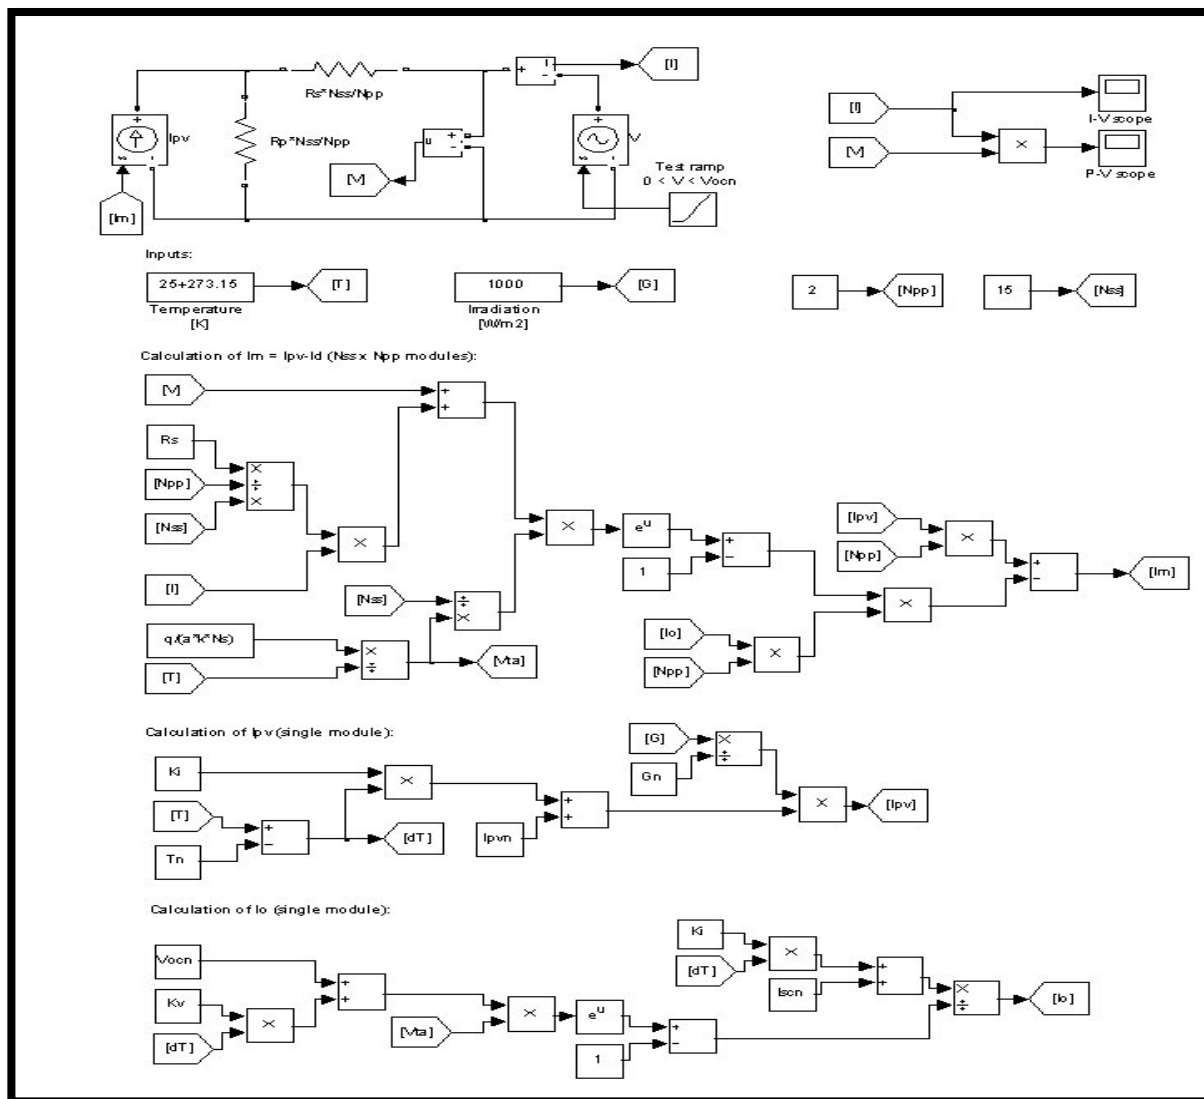 [I]
Rs*Nss/Npp
Ipv
Rp*Nss/Npp
[V]
V
Test ramp
0 < V < Vocn
[Im]
[I]
[V]
×
I-V scope
P-V scope
Inputs:
25+273.15
[T]
Temperature
[K]
1000
[G]
Irradiation
[W/m2]
2
[Npp]
15
[Nss]
Calculation of Im = Ipv-Id (Nss x Npp modules):
[V]
+
+
Rs
[Npp]
[Nss]
×
÷
×
×
[I]
[Nss]
÷
×
q/(a*k*Ns)
[T]
×
÷
[Vta]
×
e^u
1
+
-
[Ipv]
[Npp]
×
[Io]
[Npp]
×
×
+
-
[Im]
Calculation of Ipv (single module):
Ki
[T]
Tn
+
-
×
[dT]
Ipvn
+
+
[G]
Gn
×
÷
×
[Ipv]
Calculation of Io (single module):
Vocn
Kv
[dT]
×
+
+
[Vta]
×
e^u
1
+
-
Ki
[dT]
×
Iscn
+
+
×
÷
[Io]